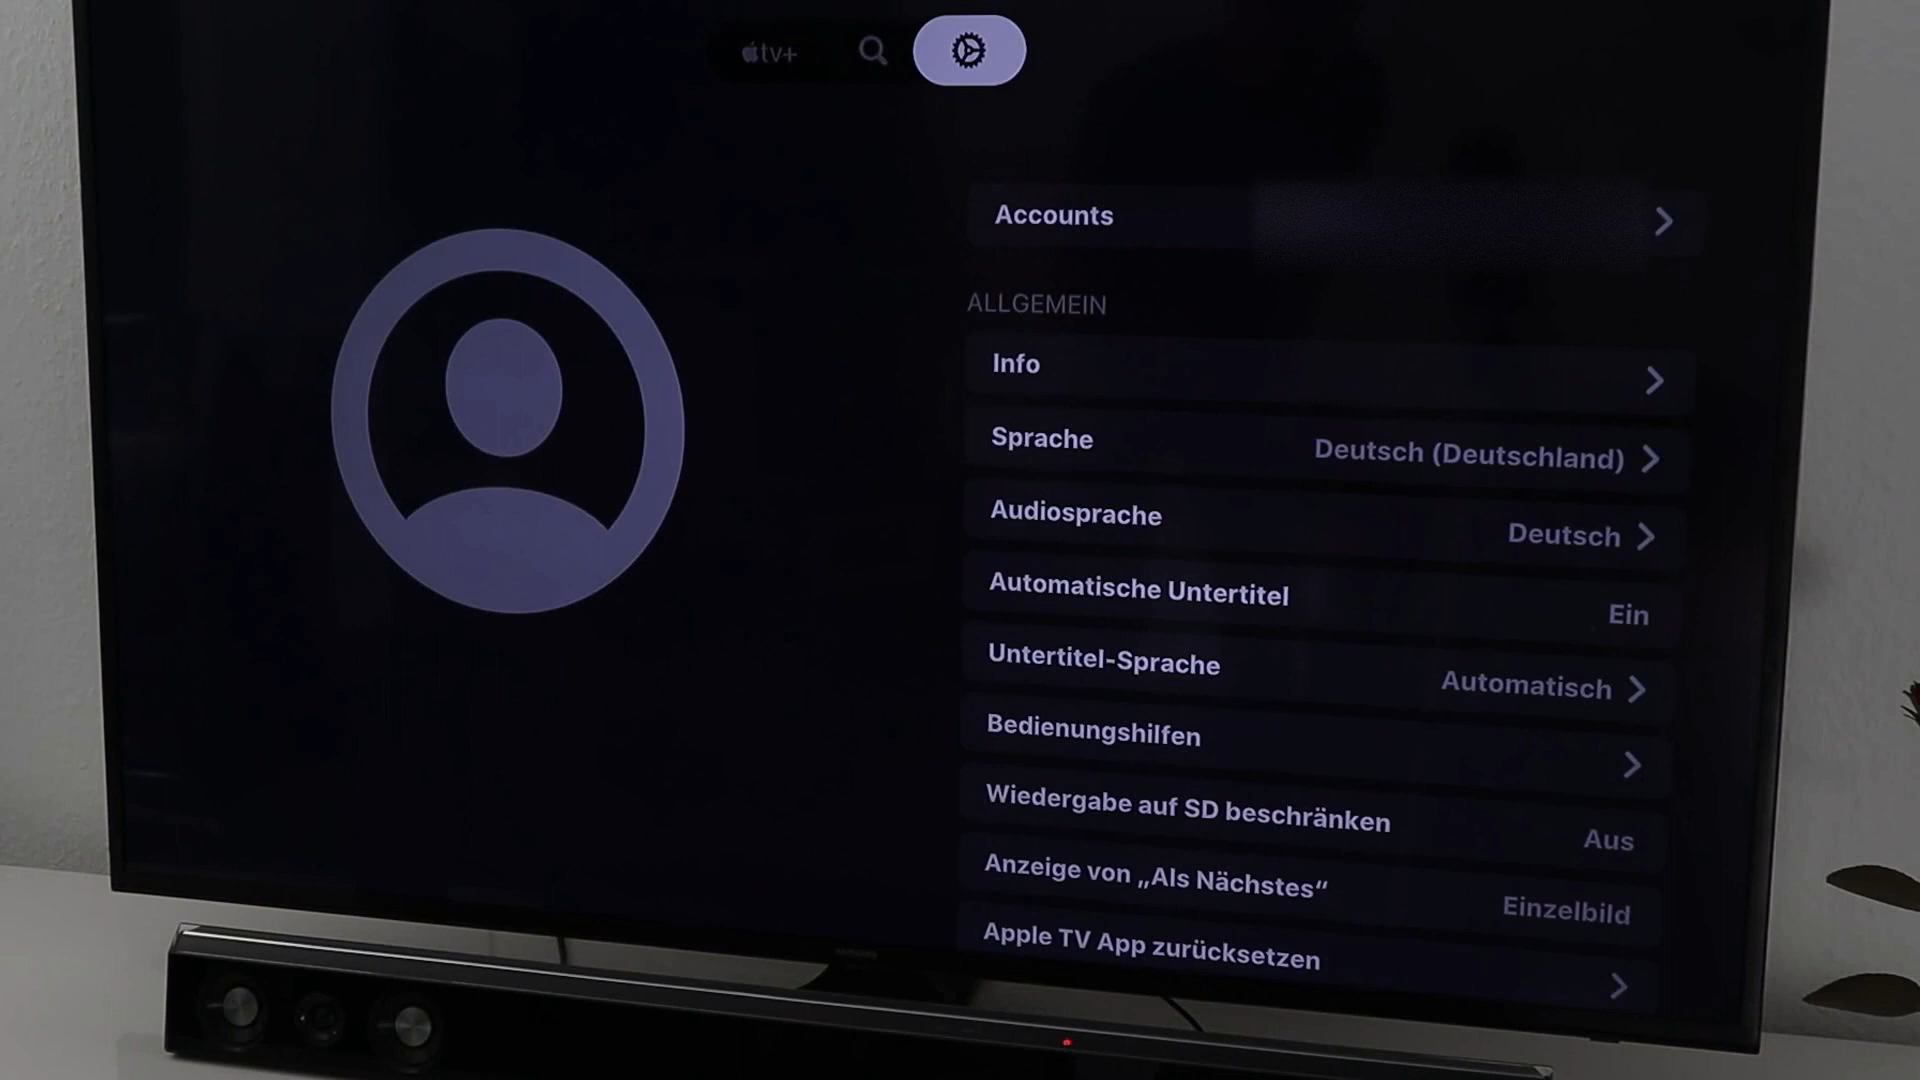 tv+
Accounts
ALLGEMEIN
Info
Sprache Deutsch (Deutschland)
Audiosprache Deutsch
Automatische Untertitel Ein
Untertitel-Sprache Automatisch
Bedienungshilfen
Wiedergabe auf SD beschränken Aus
Anzeige von „Als Nächstes“ Einzelbild
Apple TV App zurücksetzen